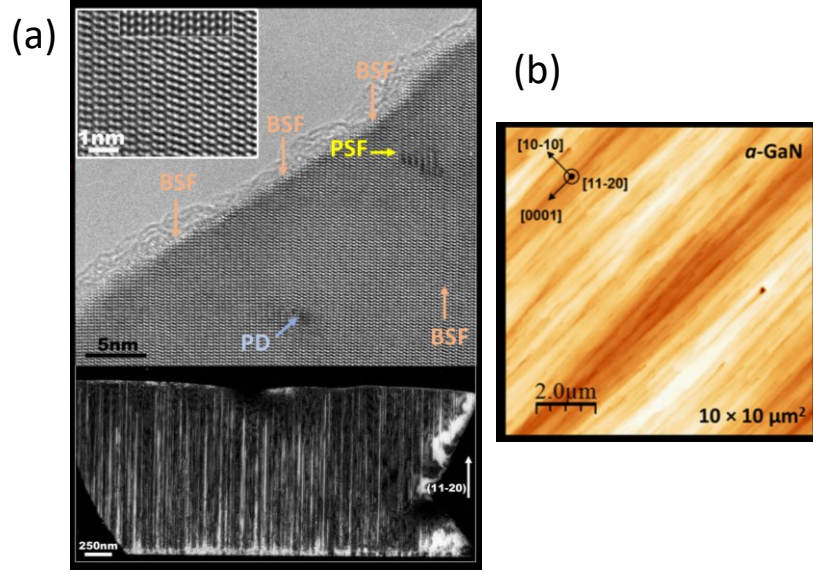 (a)
1nm
BSF
BSF
BSF
PSF
PD
BSF
5nm
(11-20)
250nm
(b)
[10-10]
a-GaN
[11-20]
[0001]
2.0μm
10 × 10 μm²